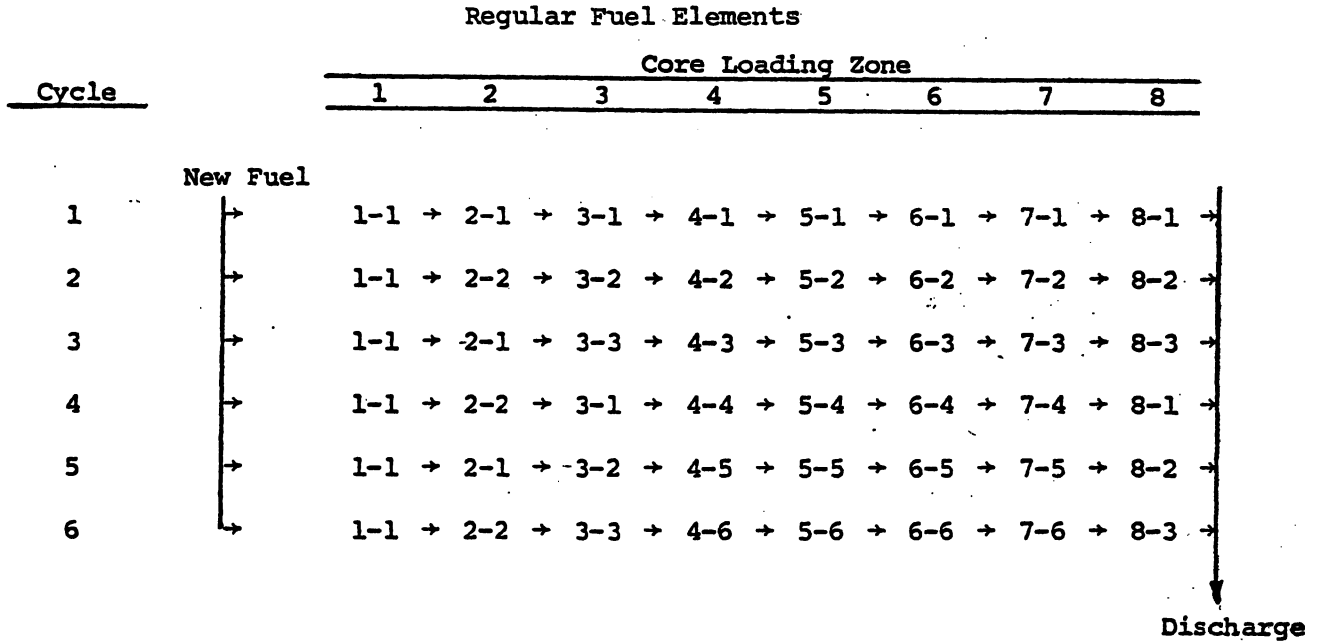 Regular Fuel Elements
Core Loading Zone
Cycle 1 2 3 4 5 6 7 8
New Fuel
1 → 1-1 → 2-1 → 3-1 → 4-1 → 5-1 → 6-1 → 7-1 → 8-1 →
2 → 1-1 → 2-2 → 3-2 → 4-2 → 5-2 → 6-2 → 7-2 → 8-2 →
3 → 1-1 → 2-1 → 3-3 → 4-3 → 5-3 → 6-3 → 7-3 → 8-3 →
4 → 1-1 → 2-2 → 3-1 → 4-4 → 5-4 → 6-4 → 7-4 → 8-1 →
5 → 1-1 → 2-1 → 3-2 → 4-5 → 5-5 → 6-5 → 7-5 → 8-2 →
6 → 1-1 → 2-2 → 3-3 → 4-6 → 5-6 → 6-6 → 7-6 → 8-3 →
Discharge